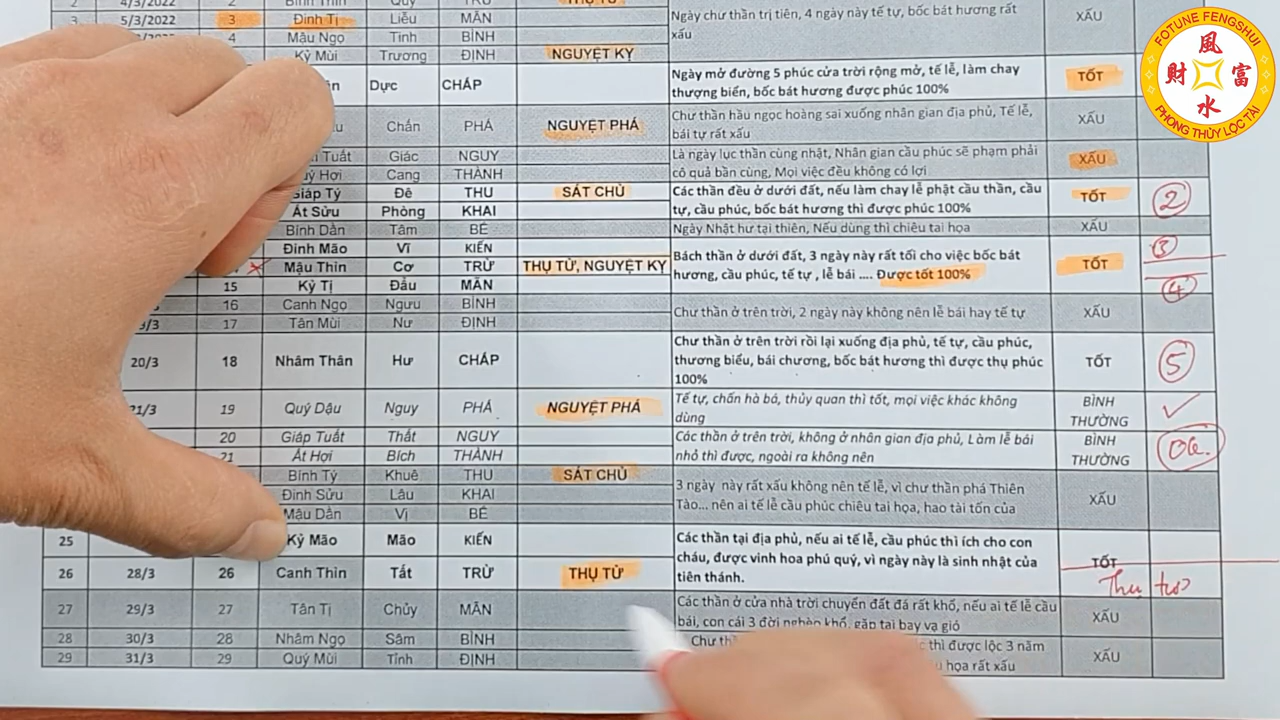 FOTUNE FENGSHUI
風
財 富
水
PHONG THỦY LỘC TÀI
2 4/3/2022 2
3 5/3/2022 3 Đinh Tị Liễu MÃN Ngày chư thần trị tiên, 4 ngày này tế tự, bốc bát hương rất XẤU
4 Mậu Ngọ Tinh BÌNH xấu
Kỷ Mùi Trương ĐỊNH NGUYỆT KỴ
Dực CHÁP Ngày mở đường 5 phúc cửa trời rộng mở, tế lễ, làm chay TỐT
thượng biển, bốc bát hương được phúc 100%
Chẩn PHÁ NGUYỆT PHÁ Chư thần hầu ngọc hoàng sai xuống nhân gian địa phủ, Tế lễ, XẤU
bái tự rất xấu
Tuất Giác NGUY Là ngày lục thần cùng nhật, Nhân gian cầu phúc sẽ phạm phải XẤU
Hợi Cang THÀNH cô quả bần cùng, Mọi việc đều không có lợi
Giáp Tý Đê THU SÁT CHỦ Các thần đều ở dưới đất, nếu làm chay lễ phật cầu thần, cầu TỐT 2
Ất Sửu Phòng KHAI tự, cầu phúc, bốc bát hương thì được phúc 100%
Bính Dần Tâm BẾ Ngày Nhật hư tại thiên, Nếu dùng thì chiêu tai họa XẤU
Đinh Mão Vĩ KIẾN Bách thần ở dưới đất, 3 ngày này rất tối cho việc bốc bát 3
Mậu Thìn Cơ TRỪ THỤ TỬ, NGUYỆT KỴ hương, cầu phúc, tế tự , lễ bái .... Được tốt 100% TỐT
15 Kỷ Tị Đẩu MÃN 4
16 Canh Ngọ Ngưu BÌNH Chư thần ở trên trời, 2 ngày này không nên lễ bái hay tế tự XẤU
17 Tân Mùi Nữ ĐỊNH
20/3 18 Nhâm Thân Hư CHÁP Chư thần ở trên trời rồi lại xuống địa phủ, tế tự, cầu phúc, TỐT 5
thương biểu, bái chương, bốc bát hương thì được thụ phúc
100%
21/3 19 Quý Dậu Nguy PHÁ NGUYỆT PHÁ Tế tự, chấn hà bá, thủy quan thì tốt, mọi việc khác không BÌNH
dùng THƯỜNG
20 Giáp Tuất Thất NGUY Các thần ở trên trời, không ở nhân gian địa phủ, Làm lễ bái BÌNH
21 Ất Hợi Bích THÀNH nhỏ thì được, ngoài ra không nên THƯỜNG
Bính Tý Khuê THU SÁT CHỦ 3 ngày này rất xấu không nên tế lễ, vì chư thần phá Thiên XẤU
Đinh Sửu Lâu KHAI Tào... nên ai tế lễ cầu phúc chiêu tai họa, hao tài tốn của
Mậu Dần Vị BẾ
25 Kỷ Mão Mão KIẾN Các thần tại địa phủ, nếu ai tế lễ, cầu phúc thì ích cho con
cháu, được vinh hoa phú quý, vì ngày này là sinh nhật của TỐT
26 28/3 26 Canh Thìn Tất TRỪ THỤ TỬ tiên thánh. Thụ tử
27 29/3 27 Tân Tị Chủy MÃN Các thần ở cửa nhà trời chuyển đất đá rất khổ, nếu ai tế lễ cầu XẤU
bái, con cái 3 đời nghèo khổ, gặp tai bay vạ gió
28 30/3 28 Nhâm Ngọ Sâm BÌNH Chư thì được lộc 3 năm XẤU
29 31/3 29 Quý Mùi Tỉnh ĐỊNH họa rất xấu